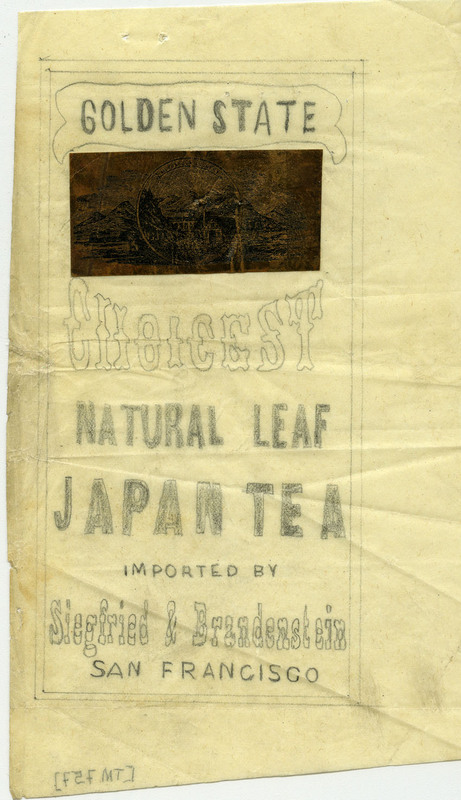 GOLDEN STATE
CHOICEST
NATURAL LEAF
JAPAN TEA
IMPORTED BY
Siegfried & Brandenstein
SAN FRANCISCO